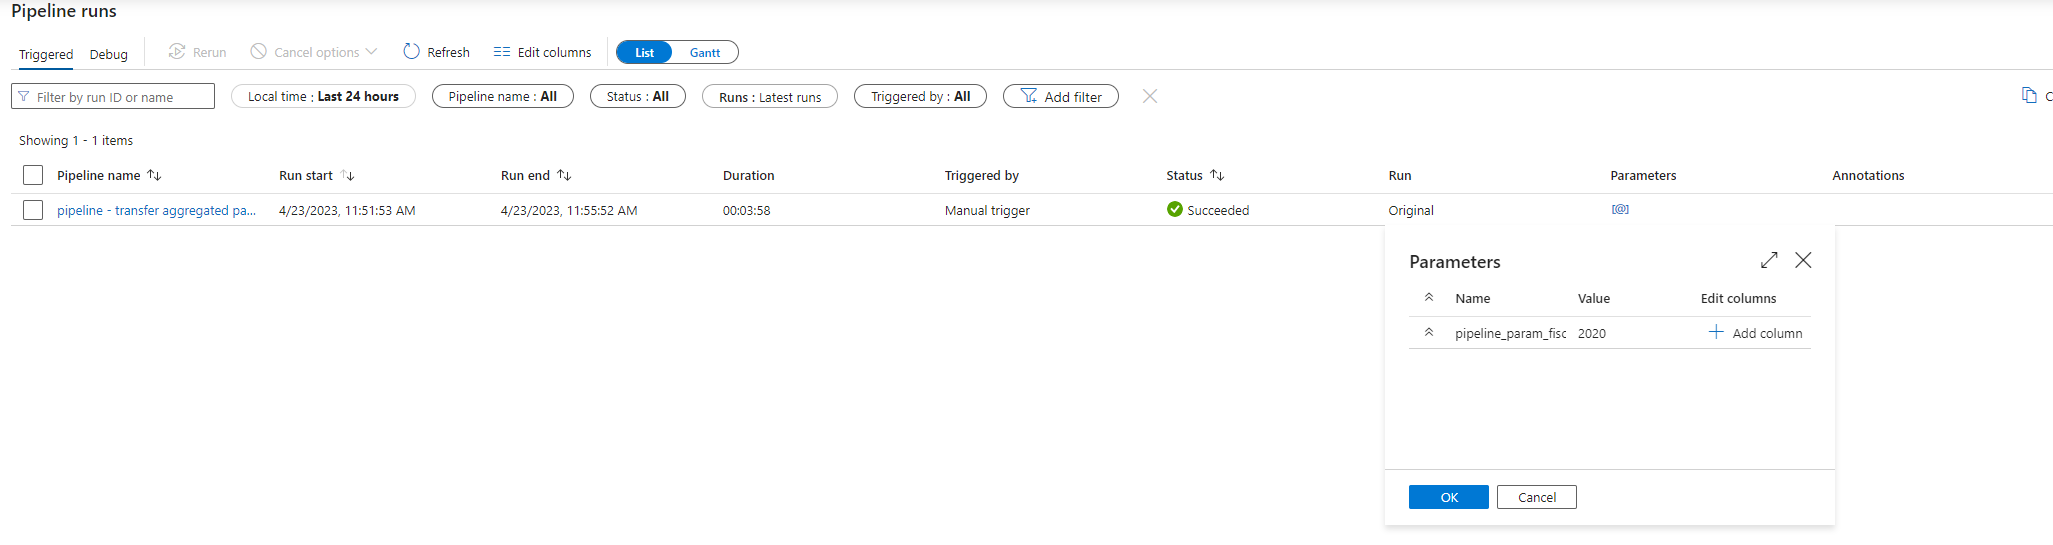 Pipeline runs
Triggered Debug Rerun Cancel options Refresh Edit columns List Gantt
Filter by run ID or name Local time : Last 24 hours Pipeline name : All Status : All Runs : Latest runs Triggered by : All Add filter C
Showing 1 - 1 items
Pipeline name Run start Run end Duration Triggered by Status Run Parameters Annotations
pipeline - transfer aggregated pa... 4/23/2023, 11:51:53 AM 4/23/2023, 11:55:52 AM 00:03:58 Manual trigger Succeeded Original [@]
Parameters
Name Value Edit columns
pipeline_param_fisc 2020 Add column
OK Cancel